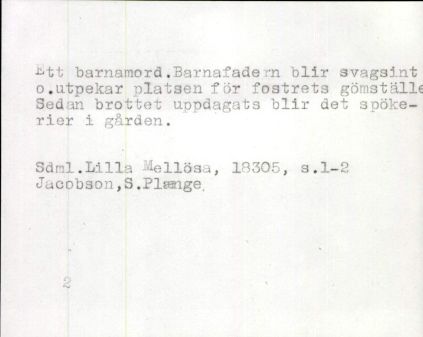 Ett barnamord.Barnafadern blir svagsint
o.utpekar platsen för fostrets gömställe
Sedan brottet uppdagats blir det spöke-
rier i gården.
Sdml.Lilla Mellösa, 18305, s.1-2
Jacobson,S.Plænge.
2